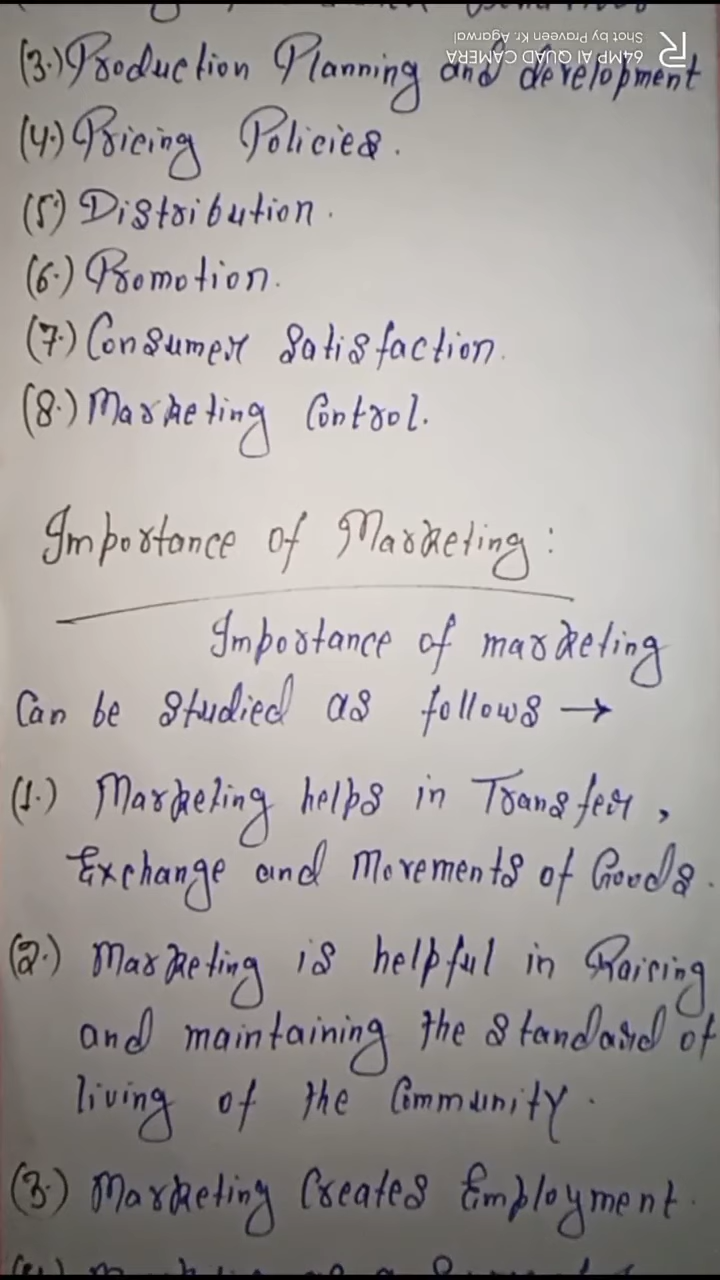 (3.) Production Planning and development
(4.) Pricing Policies.
(5) Distribution.
(6.) Promotion.
(7.) Consumer Satisfaction.
(8.) Marketing Control.
Importance of Marketing:
Importance of marketing
Can be studied as follows →
(1.) Marketing helps in Transfer,
Exchange and Movements of Goods.
(2.) Marketing is helpful in Raising
and maintaining the standard of
living of the Community.
(3.) Marketing Creates Employment.
64MP AI QUAD CAMERA
Shot by Praveen Kr. Agarwal